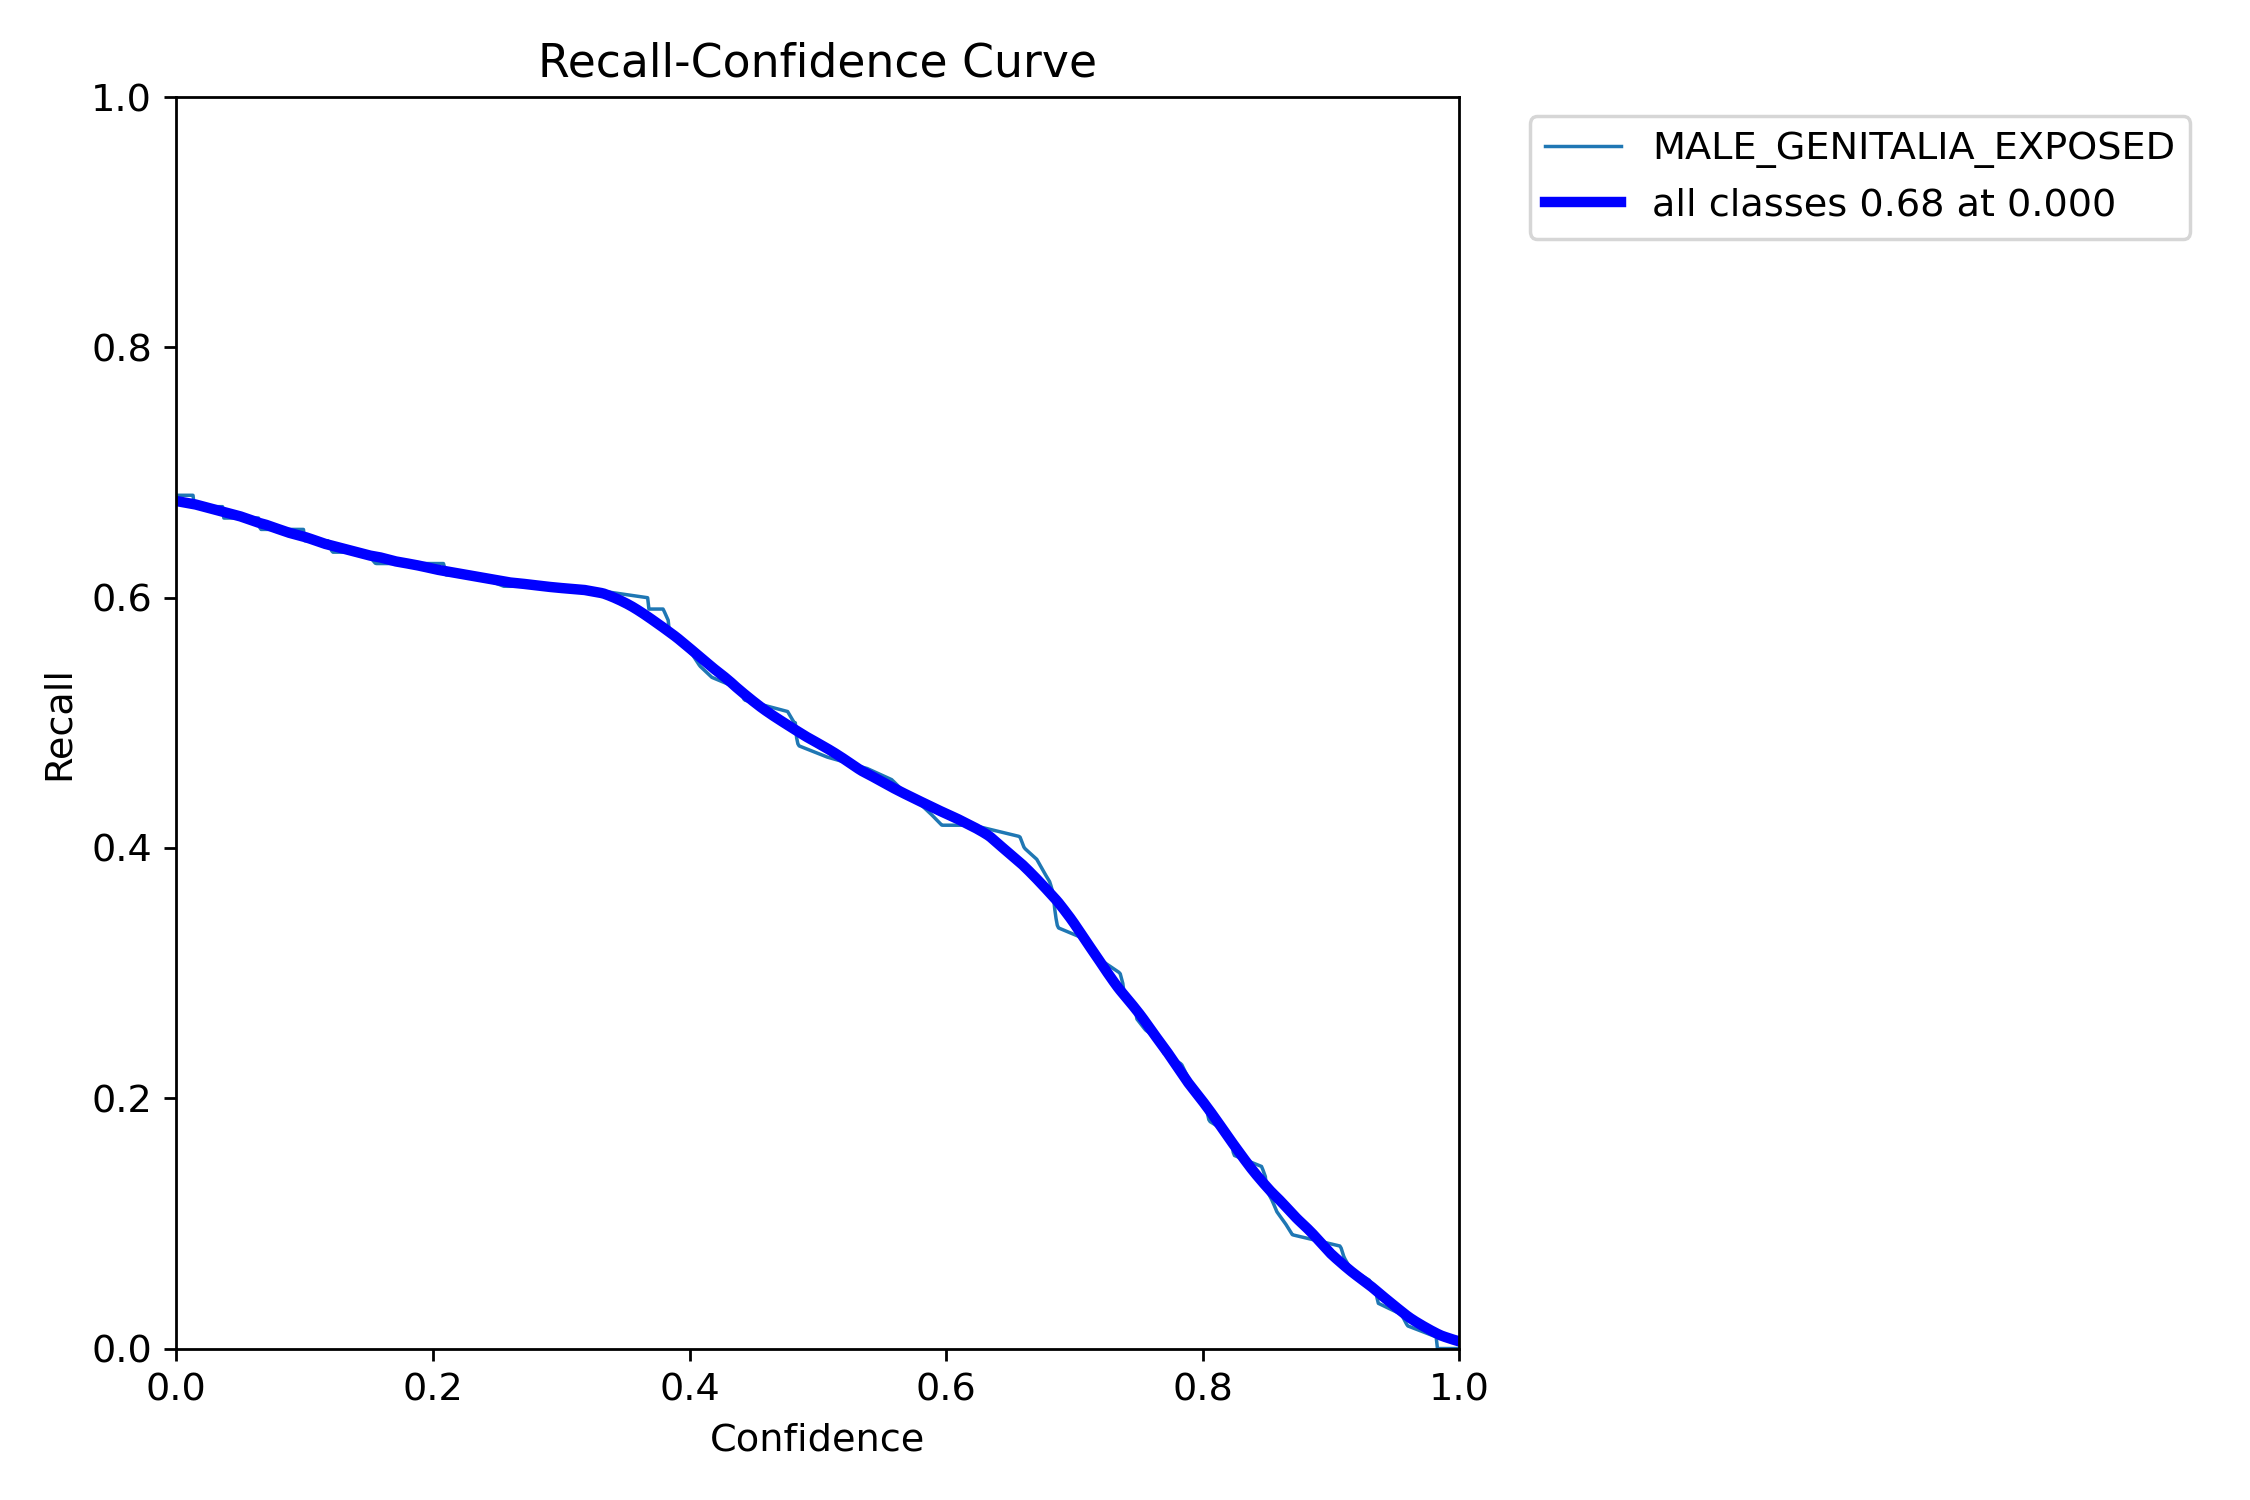 Recall-Confidence Curve
1.0
0.8
0.6
0.4
0.2
0.0
Recall
0.0 0.2 0.4 0.6 0.8 1.0
Confidence
MALE_GENITALIA_EXPOSED
all classes 0.68 at 0.000